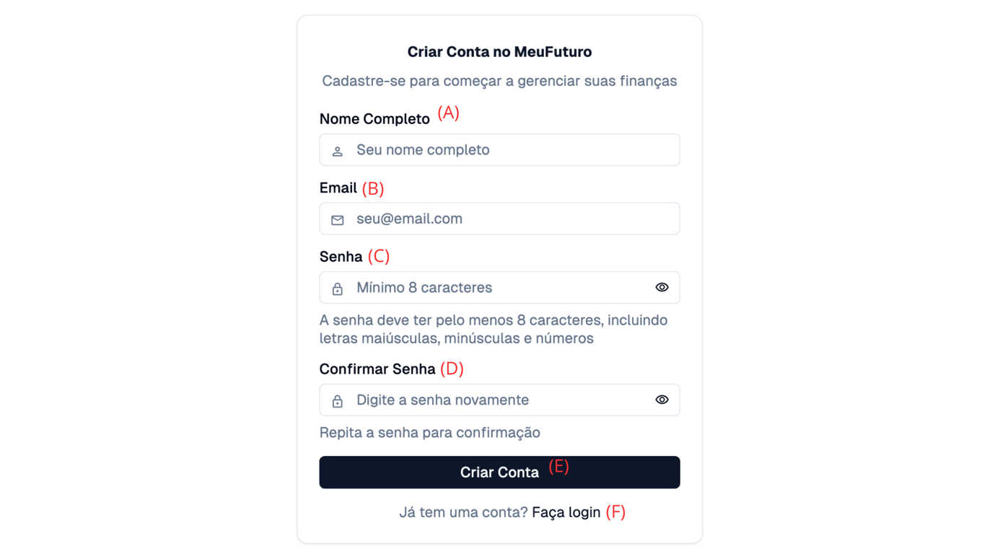 Criar Conta no MeuFuturo
Cadastre-se para começar a gerenciar suas finanças
Nome Completo (A)
Seu nome completo
Email (B)
seu@email.com
Senha (C)
Mínimo 8 caracteres
A senha deve ter pelo menos 8 caracteres, incluindo
letras maiúsculas, minúsculas e números
Confirmar Senha (D)
Digite a senha novamente
Repita a senha para confirmação
Criar Conta (E)
Já tem uma conta? Faça login (F)